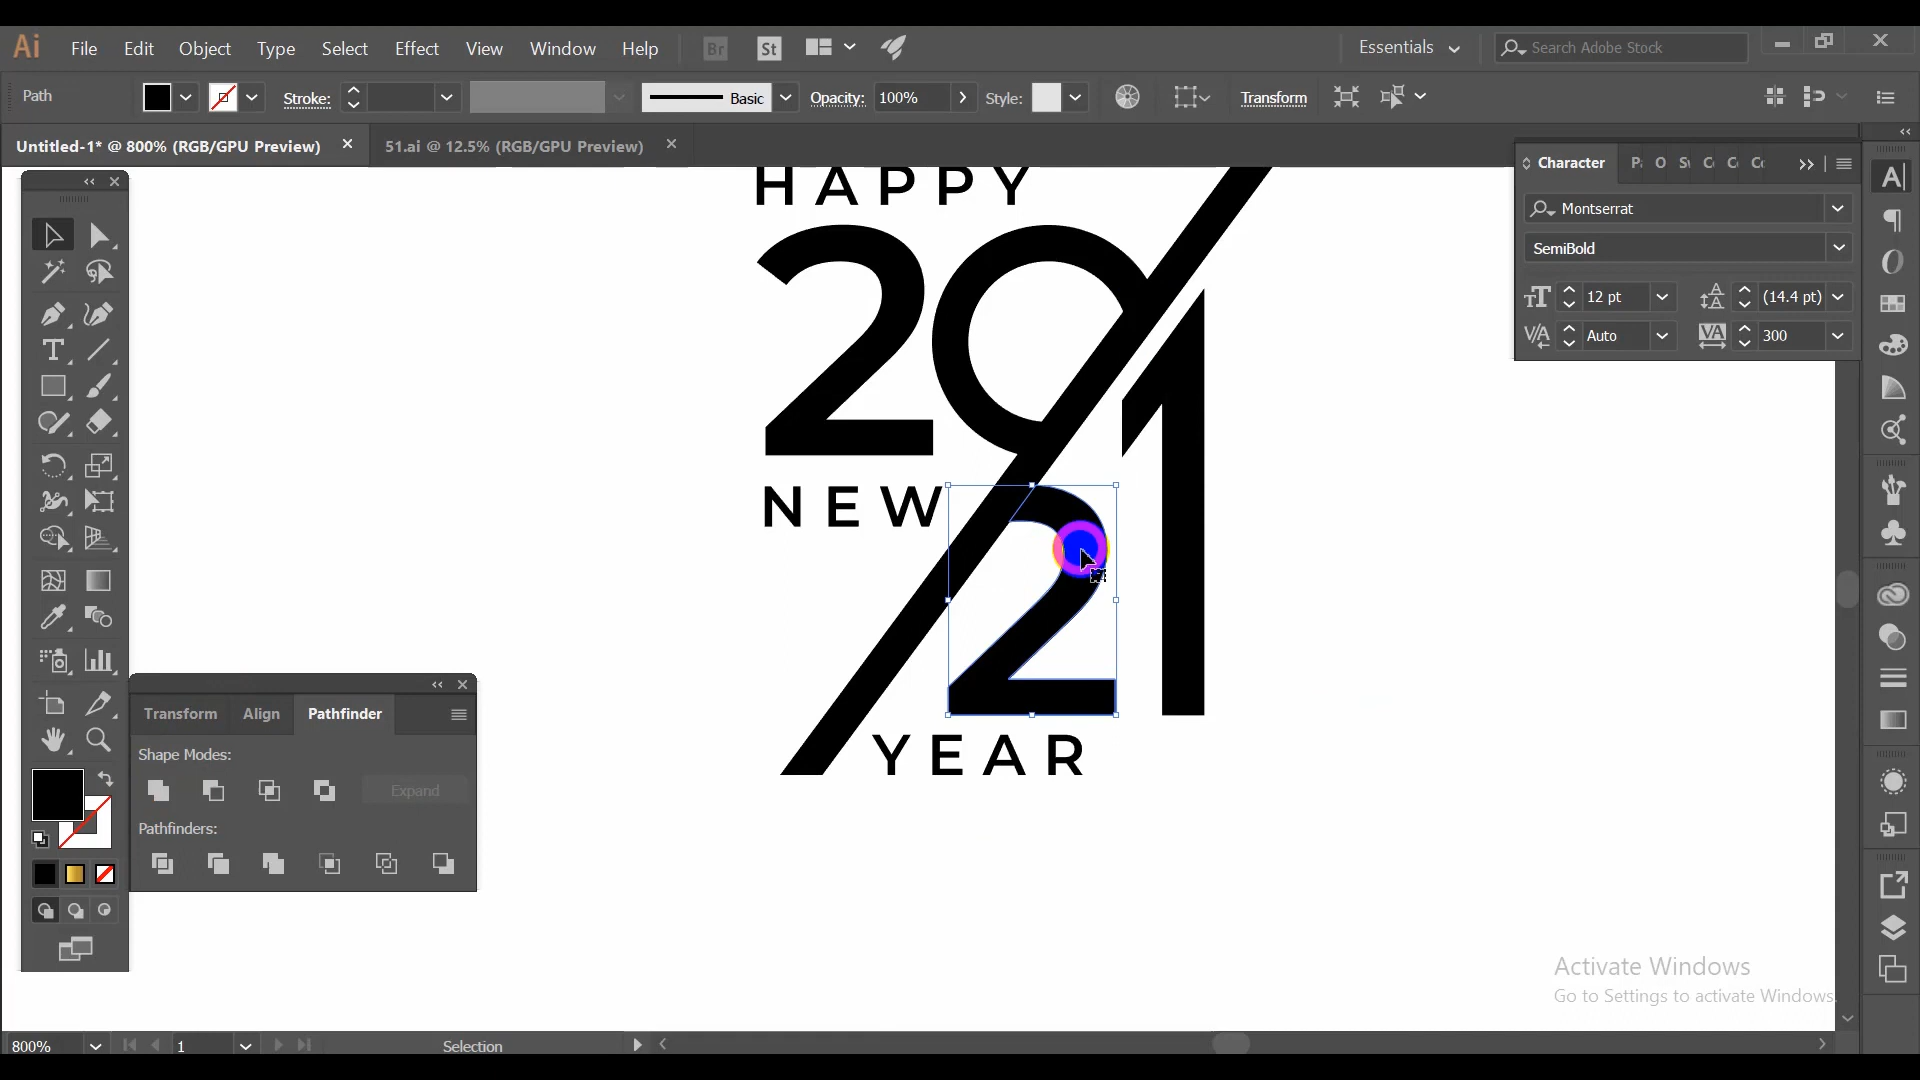 Ai File Edit Object Type Select Effect View Window Help Br St Essentials Search Adobe Stock
Path Stroke: Basic Opacity: 100% Style: Transform
Untitled-1* @ 800% (RGB/GPU Preview) 51.ai @ 12.5% (RGB/GPU Preview)
Character
Montserrat
SemiBold
12 pt (14.4 pt)
Auto 300
HAPPY
20
1
NEW
2
YEAR
Transform Align Pathfinder
Shape Modes:
Expand
Pathfinders:
Activate Windows
Go to Settings to activate Windows.
800% 1 Selection